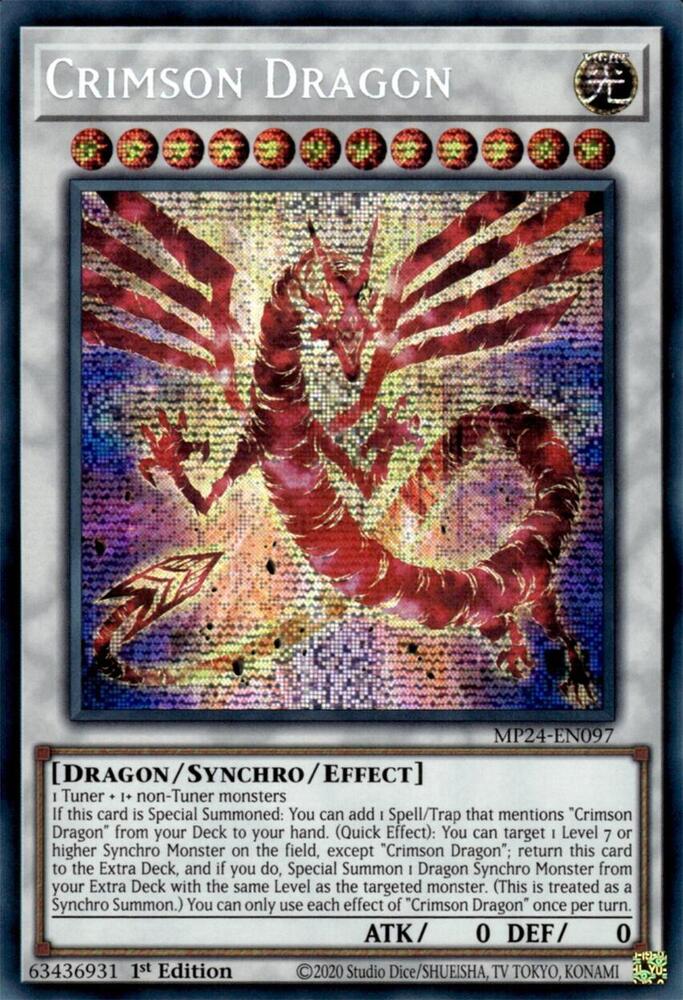 CRIMSON DRAGON
光
MP24-EN097
[DRAGON/SYNCHRO/EFFECT]
1 Tuner + 1+ non-Tuner monsters
If this card is Special Summoned: You can add 1 Spell/Trap that mentions "Crimson
Dragon" from your Deck to your hand. (Quick Effect): You can target 1 Level 7 or
higher Synchro Monster on the field, except "Crimson Dragon"; return this card
to the Extra Deck, and if you do, Special Summon 1 Dragon Synchro Monster from
your Extra Deck with the same Level as the targeted monster. (This is treated as a
Synchro Summon.) You can only use each effect of "Crimson Dragon" once per turn.
ATK/ 0 DEF/ 0
63436931 1st Edition ©2020 Studio Dice/SHUEISHA, TV TOKYO, KONAMI